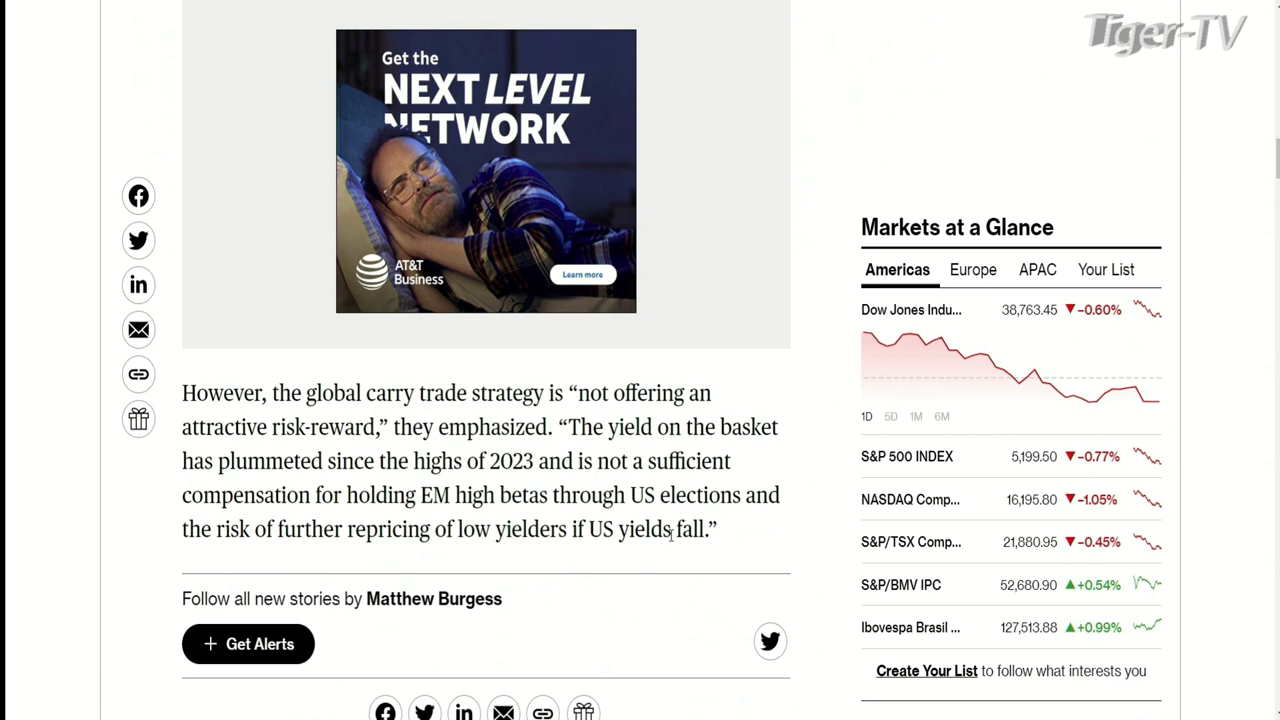 Tiger-TV
Get the
NEXT LEVEL
NETWORK
AT&T
Business
Learn more
However, the global carry trade strategy is “not offering an
attractive risk-reward,” they emphasized. “The yield on the basket
has plummeted since the highs of 2023 and is not a sufficient
compensation for holding EM high betas through US elections and
the risk of further repricing of low yielders if US yields fall.”
Follow all new stories by Matthew Burgess
+ Get Alerts
Markets at a Glance
Americas Europe APAC Your List
Dow Jones Indu... 38,763.45 ▼ −0.60%
1D 5D 1M 6M
S&P 500 INDEX 5,199.50 ▼ −0.77%
NASDAQ Comp... 16,195.80 ▼ −1.05%
S&P/TSX Comp... 21,880.95 ▼ −0.45%
S&P/BMV IPC 52,680.90 ▲ +0.54%
Ibovespa Brasil ... 127,513.88 ▲ +0.99%
Create Your List to follow what interests you